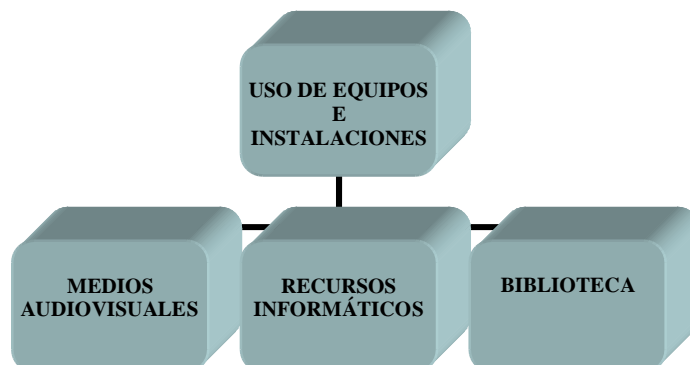 USO DE EQUIPOS
E
INSTALACIONES
MEDIOS
AUDIOVISUALES
RECURSOS
INFORMÁTICOS
BIBLIOTECA